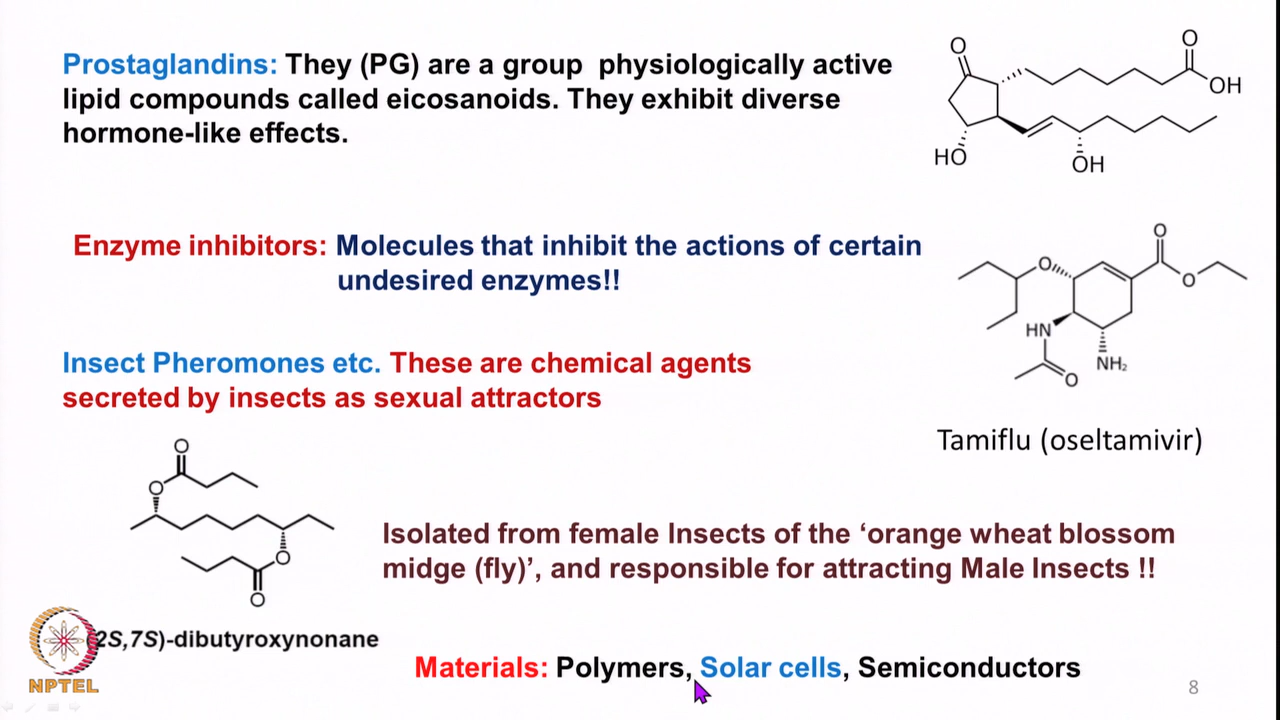 Prostaglandins: They (PG) are a group physiologically active
lipid compounds called eicosanoids. They exhibit diverse
hormone-like effects.
O
O
OH
HO
OH
Enzyme inhibitors: Molecules that inhibit the actions of certain
undesired enzymes!!
O
O
O
HN
NH₂
O
Insect Pheromones etc. These are chemical agents
secreted by insects as sexual attractors
Tamiflu (oseltamivir)
O
O
O
O
Isolated from female Insects of the ‘orange wheat blossom
midge (fly)’, and responsible for attracting Male Insects !!
2S,7S)-dibutyroxynonane
Materials: Polymers, Solar cells, Semiconductors
NPTEL
8